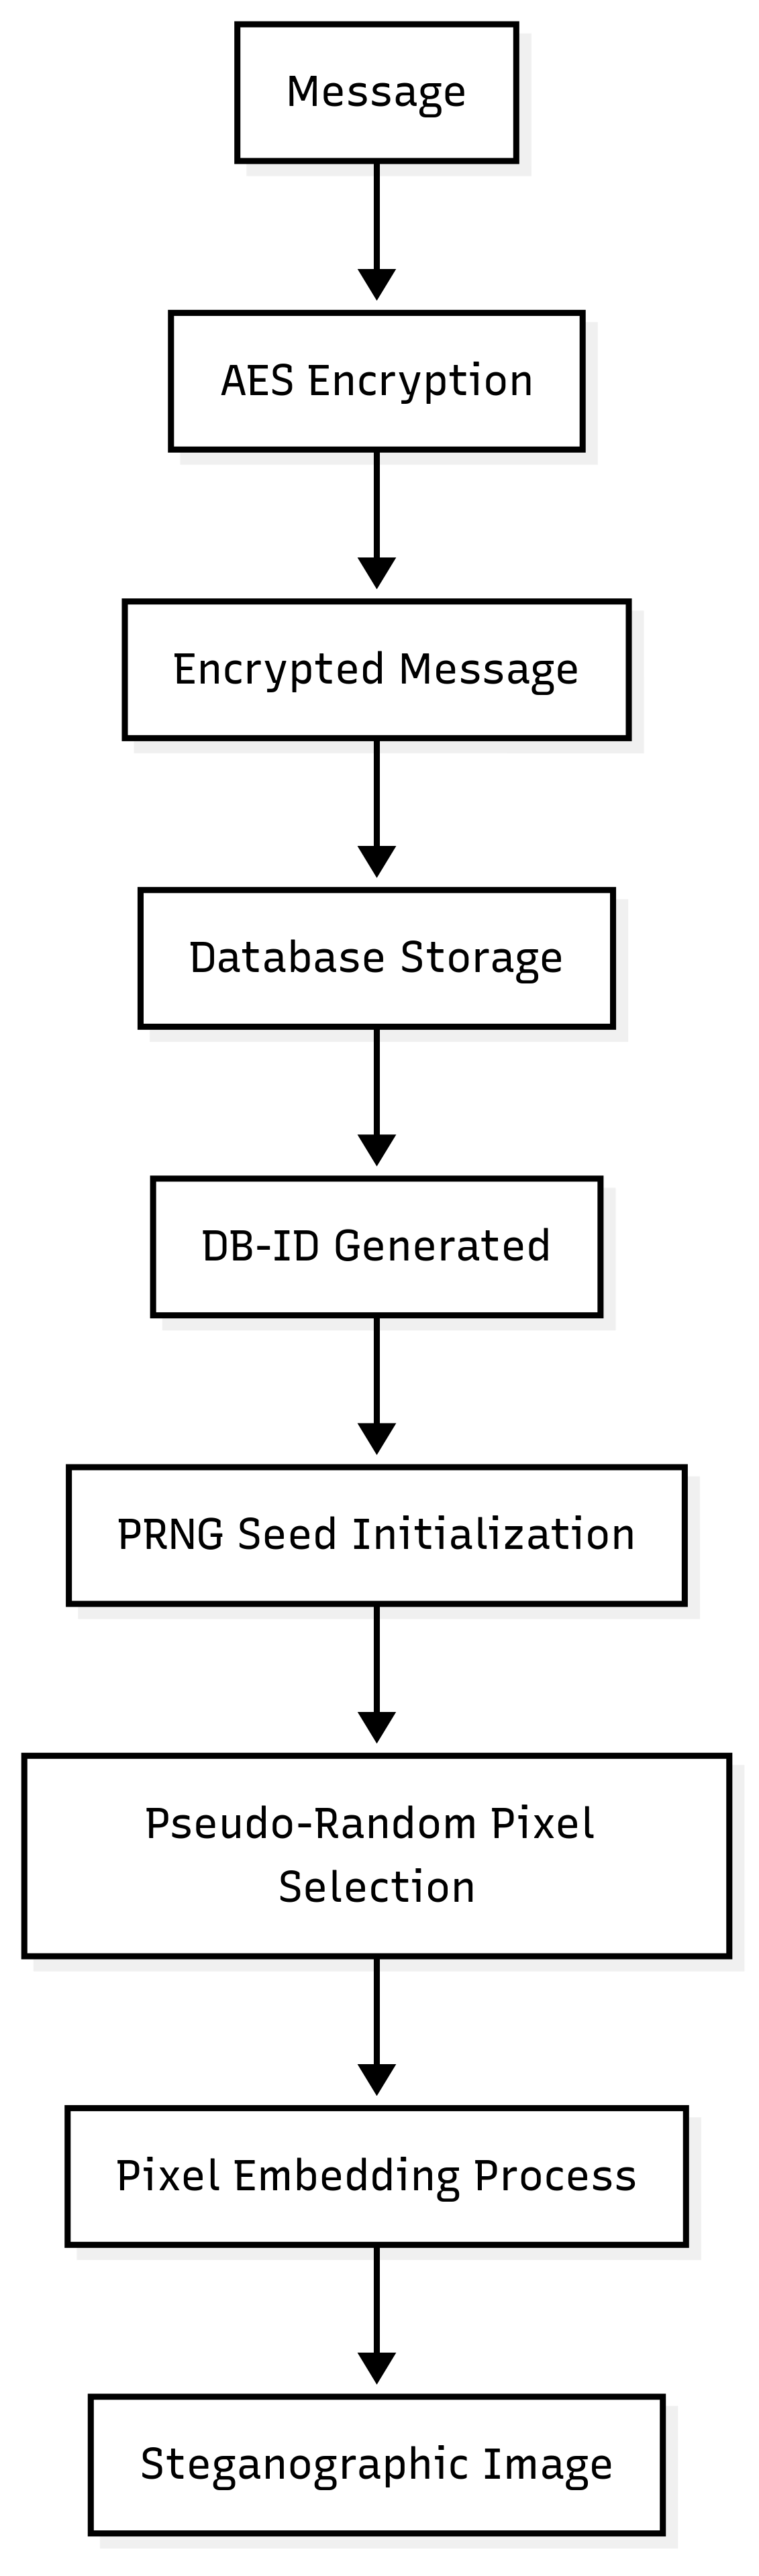 Message
AES Encryption
Encrypted Message
Database Storage
DB-ID Generated
PRNG Seed Initialization
Pseudo-Random Pixel
Selection
Pixel Embedding Process
Steganographic Image